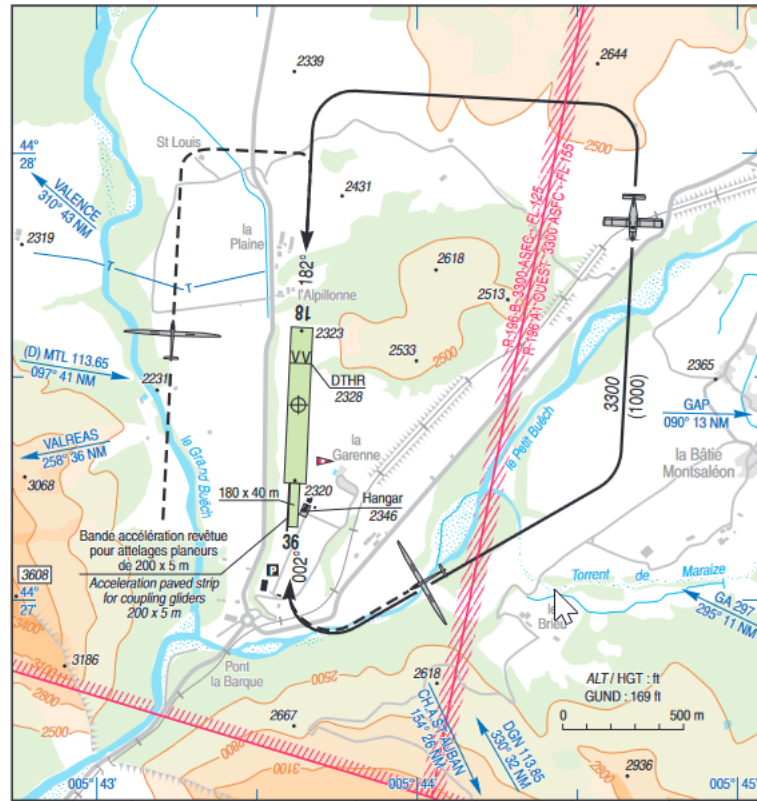 2339
2644
St Louis
44°
28'
2500
VALENCE
310° 43 NM
2431
2319
la
Plaine
R 196 B 3300 ASFC - FL 125
R 196 A1 OUEST 3300 ASFC - FL 155
182°
2618
T
T
l'Alpillonne
18
2513
2323
2533
2500
(D) MTL 113.65
097° 41 NM
DTHR
2328
2365
2231
3300
(1000)
GAP
090° 13 NM
le Petit Buëch
VALREAS
258° 36 NM
le Grand Buëch
la
Garenne
la Bâtie
Montsaléon
3068
2320
180 x 40 m
Hangar
2346
Bande accélération revêtue
pour attelages planeurs
de 200 x 5 m
Acceleration paved strip
for coupling gliders
200 x 5 m
36
002°
P
3608
44°
27'
Torrent de Maraize
GA 297
295° 11 NM
3400
3100
Brieu
3186
Pont
la Barque
2618
2500
ALT / HGT : ft
GUND : 169 ft
0 500 m
2800
2500
2667
2800
3100
CH.A.ST AUBAN
154° 26 NM
DGN 113.85
330° 32 NM
2936
2800
005° 43'
005° 44'
005° 45'